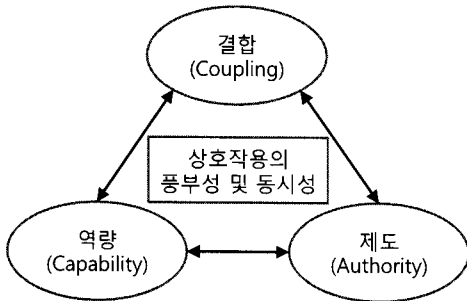 결합
(Coupling)
상호작용의
풍부성 및 동시성
역량
(Capability)
제도
(Authority)